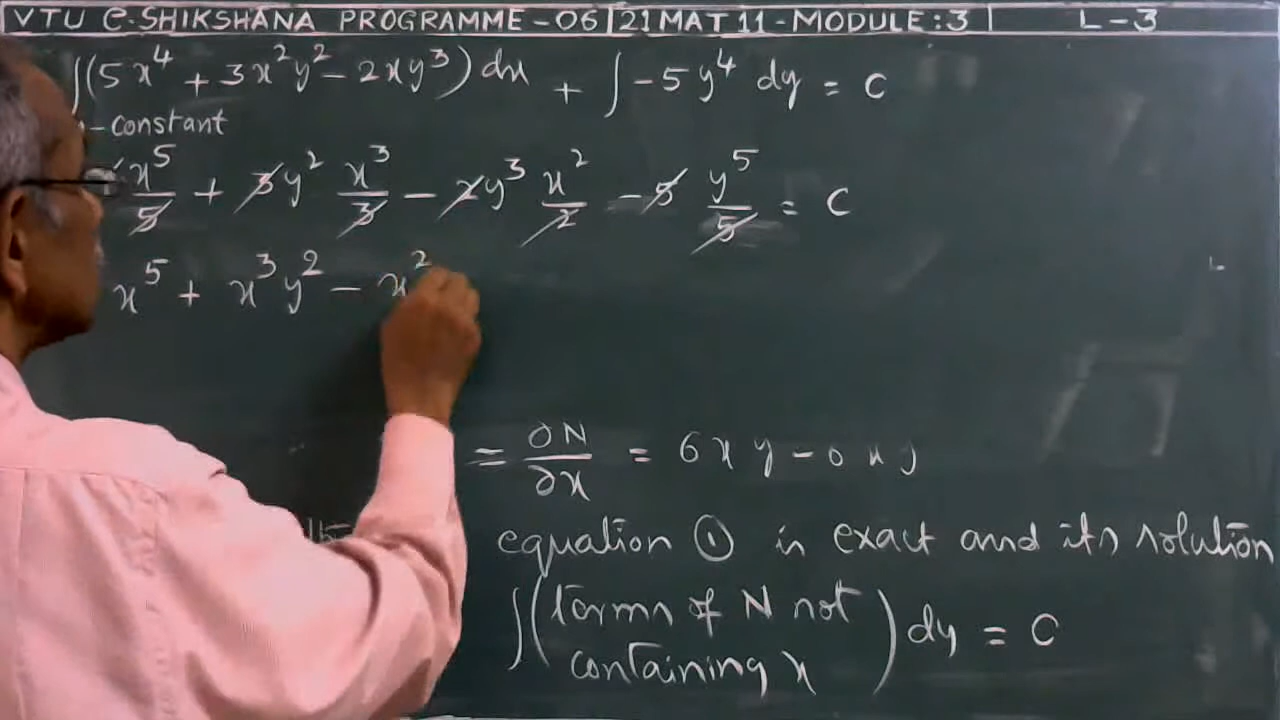 VTU e-SHIKSHANA PROGRAMME-06 | 21MAT11-MODULE:3 | L-3
∫(5x⁴ + 3x²y² - 2xy³) dx + ∫-5y⁴ dy = C
-constant
x⁵/5 + 3y² x³/3 - 2y³ x²/2 - 5 y⁵/5 = C
x⁵ + x³y² - x²
= ∂N/∂x = 6xy
equation ① is exact and its solution
∫(terms of N not containing x) dy = C